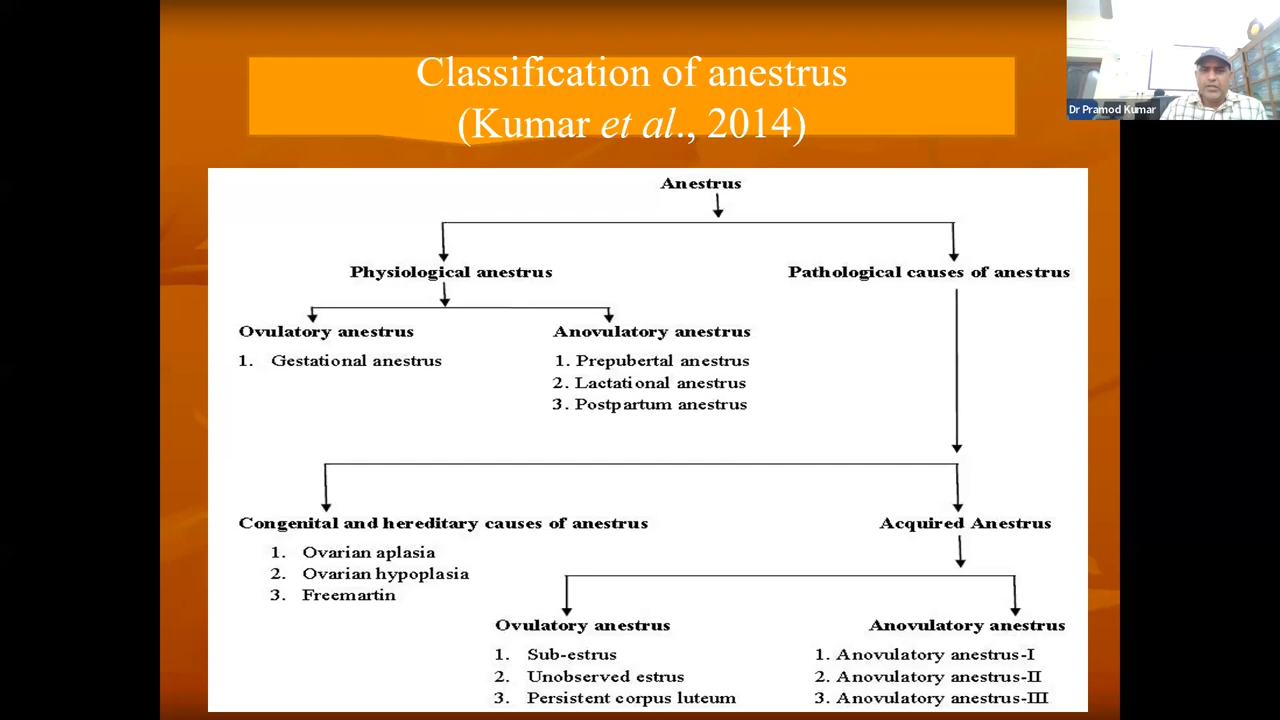 Classification of anestrus
(Kumar et al., 2014)
Dr Pramod Kumar
Anestrus
Physiological anestrus
Pathological causes of anestrus
Ovulatory anestrus
1. Gestational anestrus
Anovulatory anestrus
1. Prepubertal anestrus
2. Lactational anestrus
3. Postpartum anestrus
Congenital and hereditary causes of anestrus
1. Ovarian aplasia
2. Ovarian hypoplasia
3. Freemartin
Acquired Anestrus
Ovulatory anestrus
1. Sub-estrus
2. Unobserved estrus
3. Persistent corpus luteum
Anovulatory anestrus
1. Anovulatory anestrus-I
2. Anovulatory anestrus-II
3. Anovulatory anestrus-III